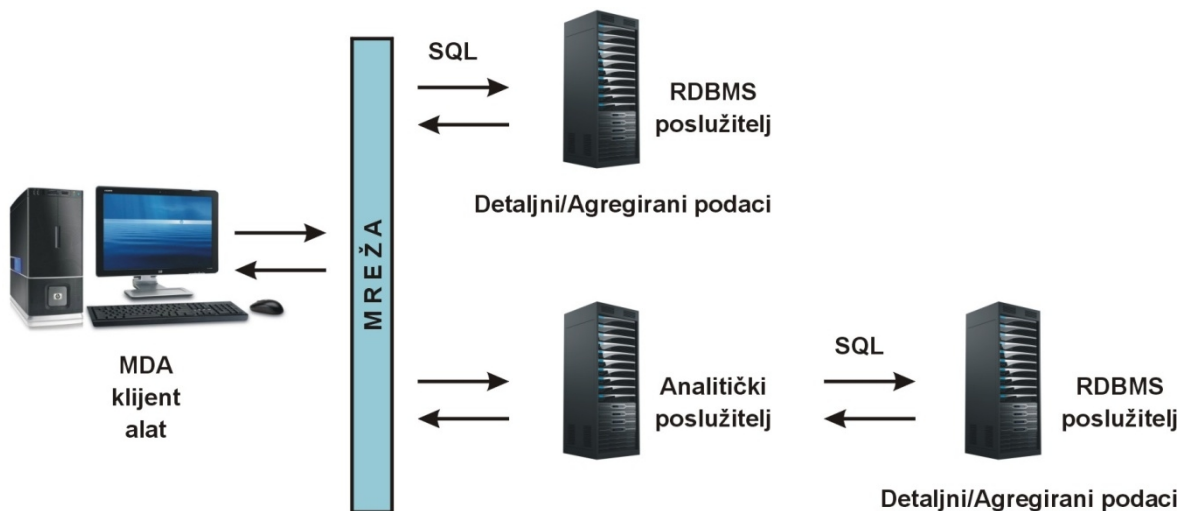 SQL
RDBMS
poslužitelj
Detaljni/Agregirani podaci
MREŽA
MDA
klijent
alat
Analitički
poslužitelj
SQL
RDBMS
poslužitelj
Detaljni/Agregirani podaci